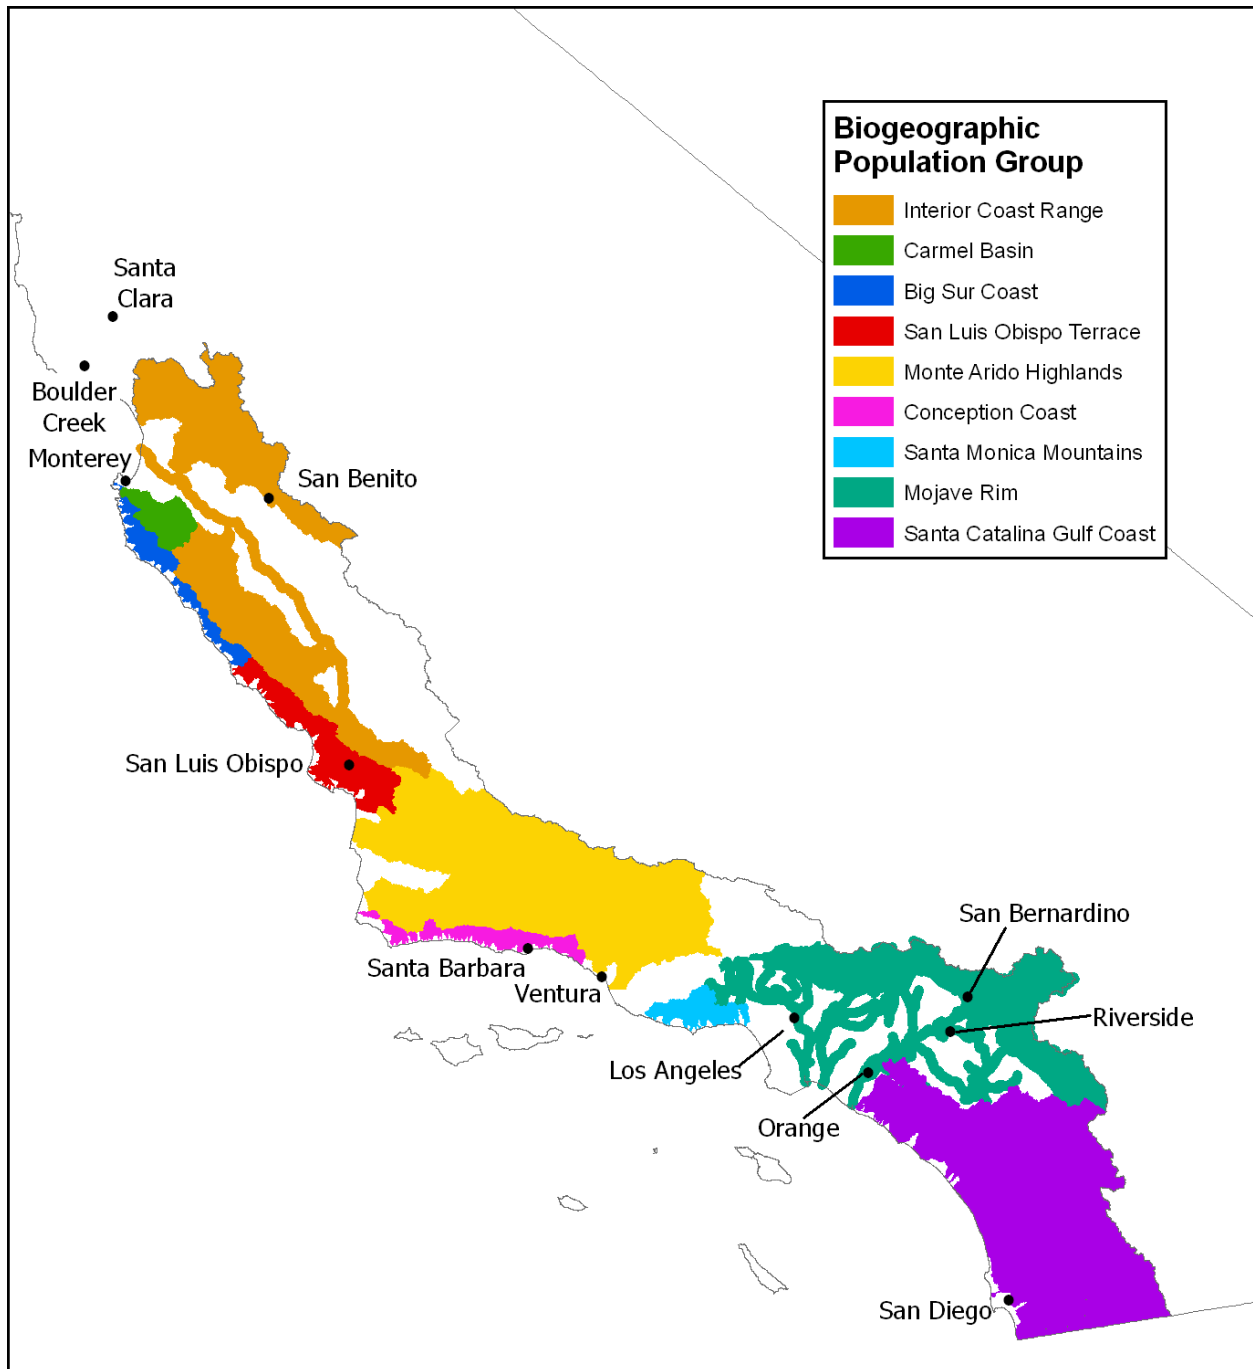 Biogeographic
Population Group
Interior Coast Range
Carmel Basin
Big Sur Coast
San Luis Obispo Terrace
Monte Arido Highlands
Conception Coast
Santa Monica Mountains
Mojave Rim
Santa Catalina Gulf Coast
Santa
Clara
Boulder
Creek
Monterey
San Benito
San Luis Obispo
San Bernardino
Santa Barbara
Ventura
Riverside
Los Angeles
Orange
San Diego